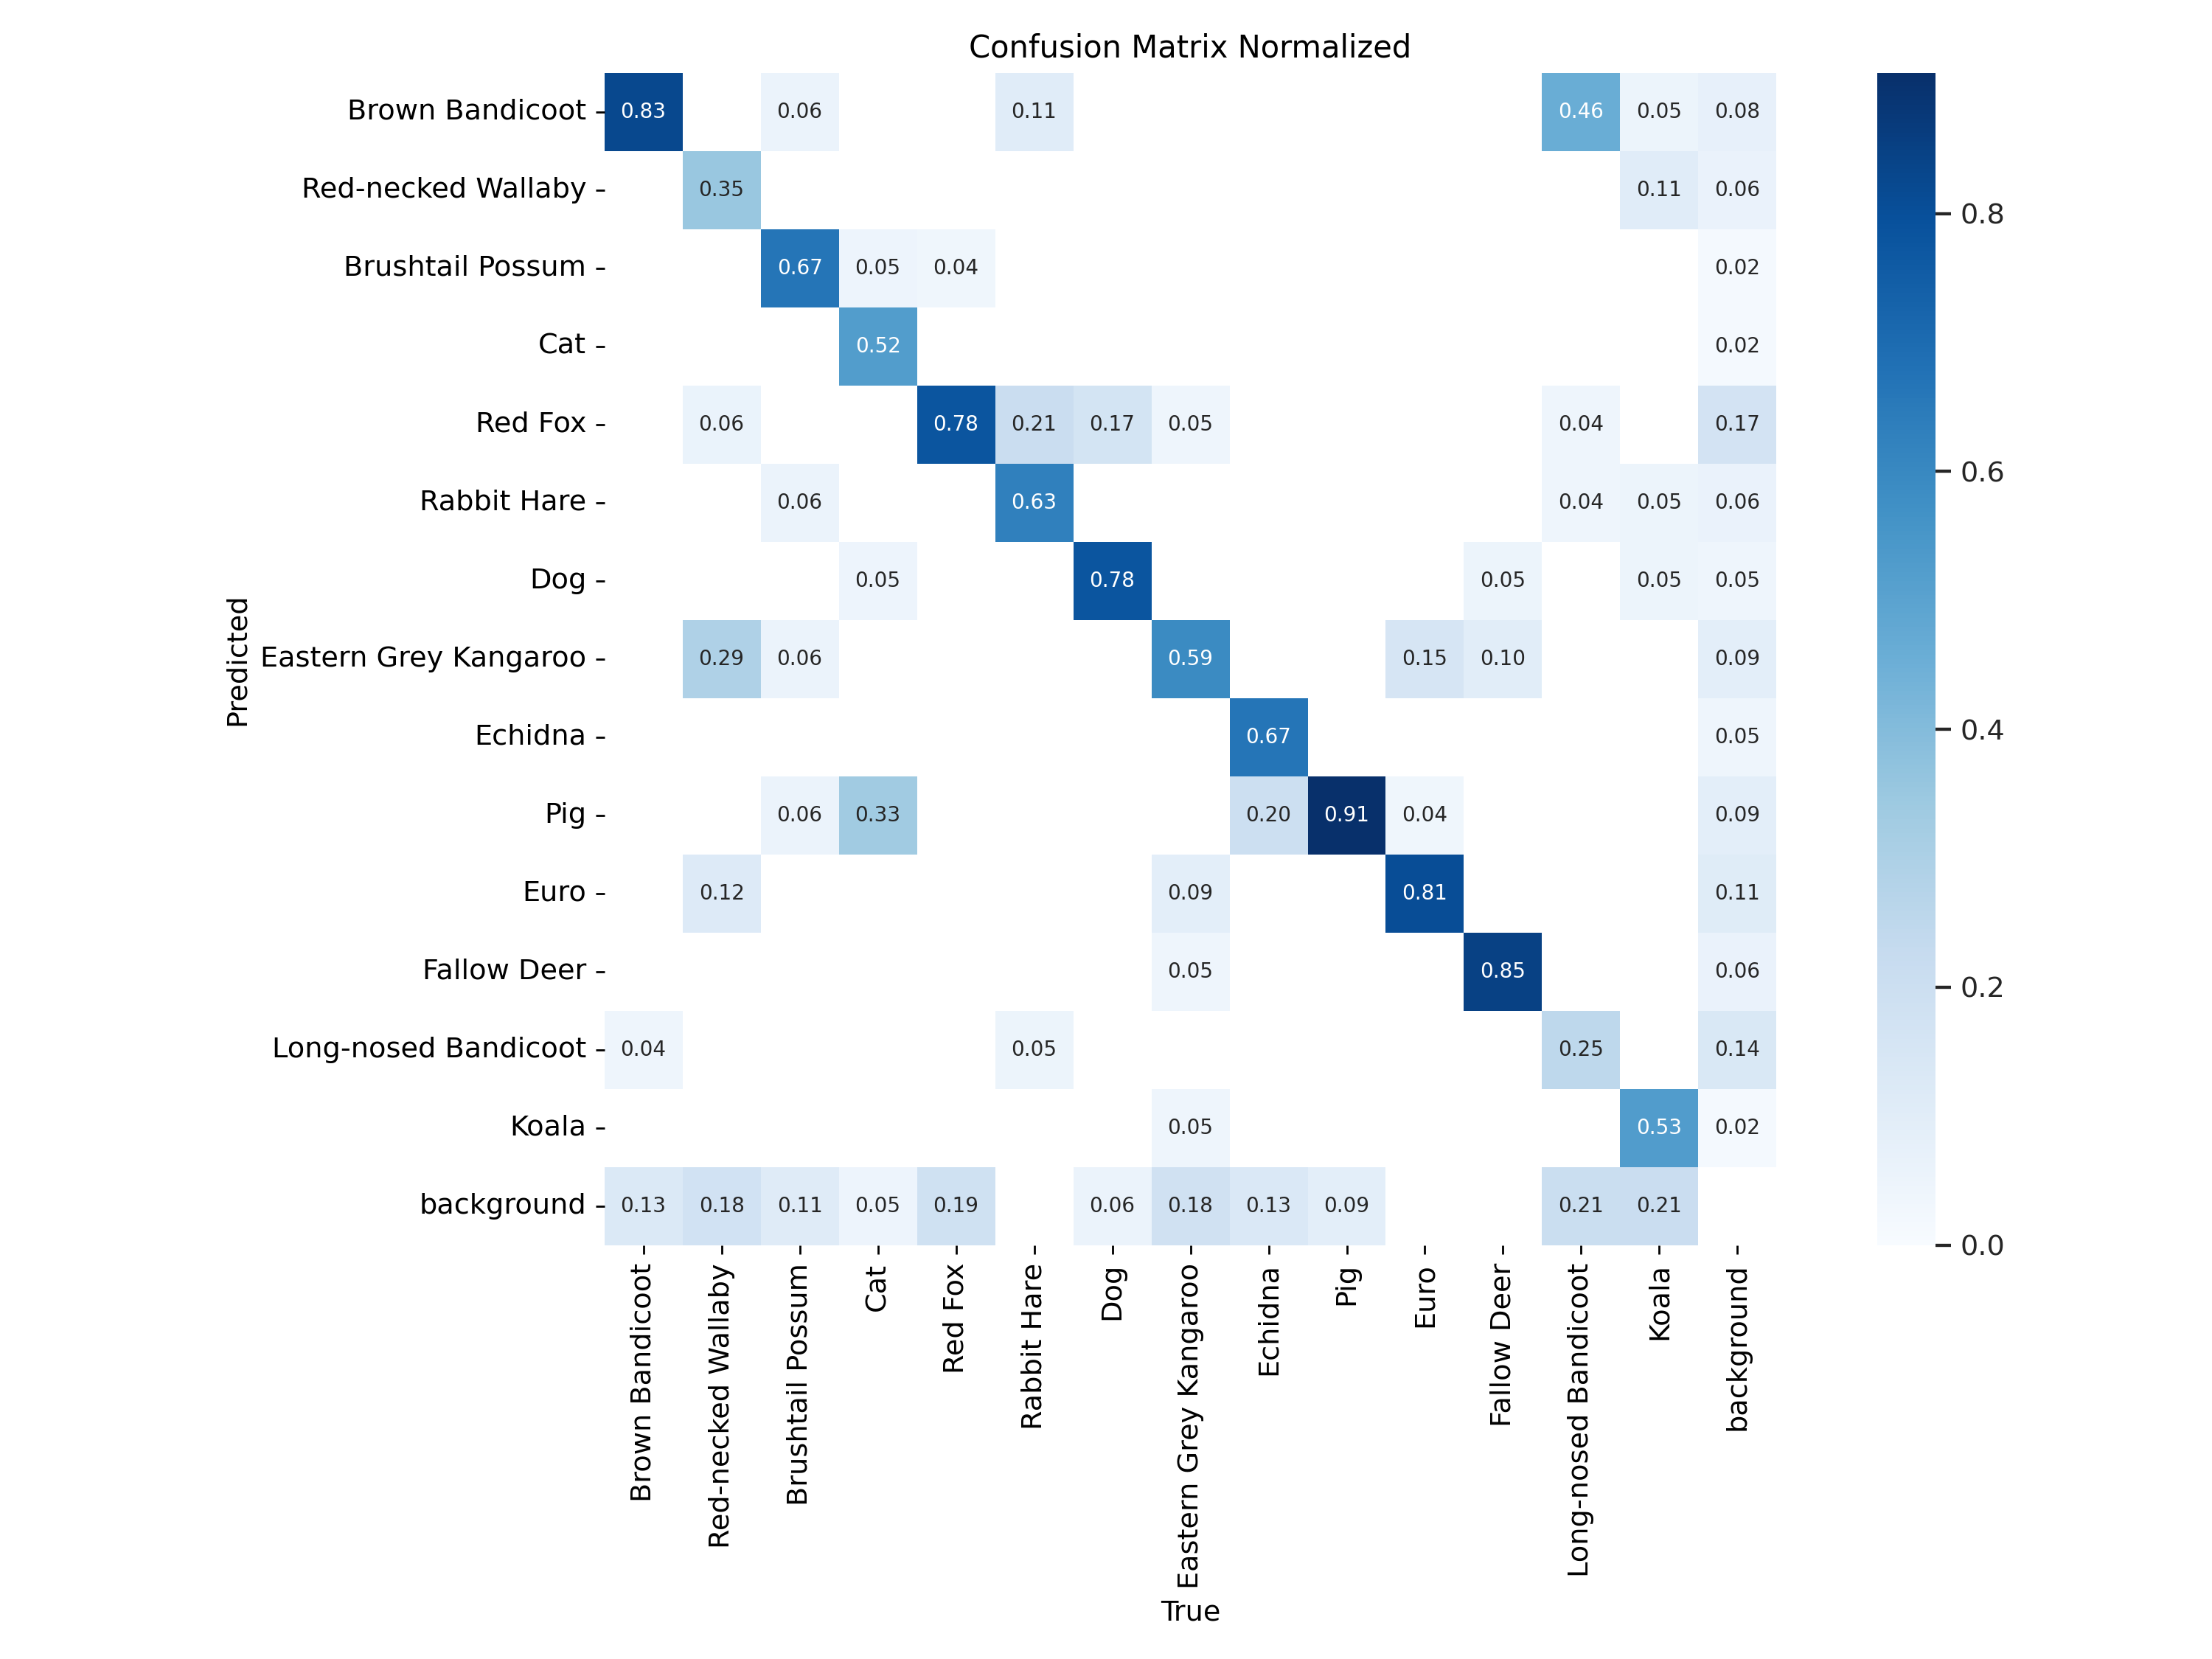 Confusion Matrix Normalized
Brown Bandicoot 0.83 0.06 0.11 0.46 0.05 0.08
Red-necked Wallaby 0.35 0.11 0.06
Brushtail Possum 0.67 0.05 0.04 0.02
Cat 0.52 0.02
Red Fox 0.06 0.78 0.21 0.17 0.05 0.04 0.17
Rabbit Hare 0.06 0.63 0.04 0.05 0.06
Dog 0.05 0.78 0.05 0.05 0.05
Eastern Grey Kangaroo 0.29 0.06 0.59 0.15 0.10 0.09
Echidna 0.67 0.05
Pig 0.06 0.33 0.20 0.91 0.04 0.09
Euro 0.12 0.09 0.81 0.11
Fallow Deer 0.05 0.85 0.06
Long-nosed Bandicoot 0.04 0.05 0.25 0.14
Koala 0.05 0.53 0.02
background 0.13 0.18 0.11 0.05 0.19 0.06 0.18 0.13 0.09 0.21 0.21
Predicted
Brown Bandicoot
Red-necked Wallaby
Brushtail Possum
Cat
Red Fox
Rabbit Hare
Dog
Eastern Grey Kangaroo
Echidna
Pig
Euro
Fallow Deer
Long-nosed Bandicoot
Koala
background
True
0.8
0.6
0.4
0.2
0.0